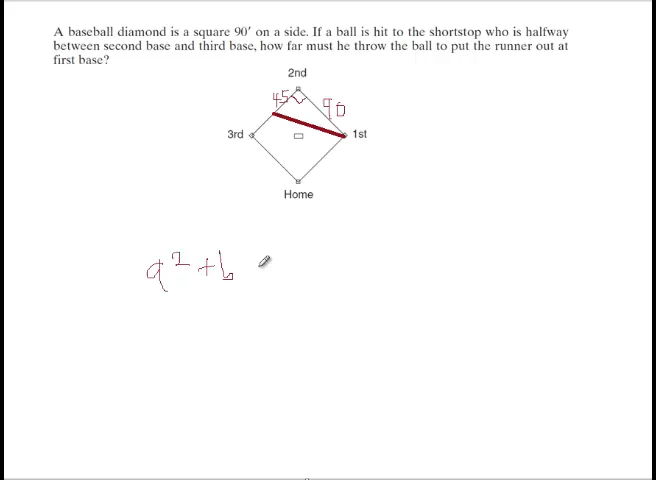 A baseball diamond is a square 90′ on a side. If a ball is hit to the shortstop who is halfway
between second base and third base, how far must he throw the ball to put the runner out at
first base?
2nd
45
90
3rd
1st
Home
a² + b